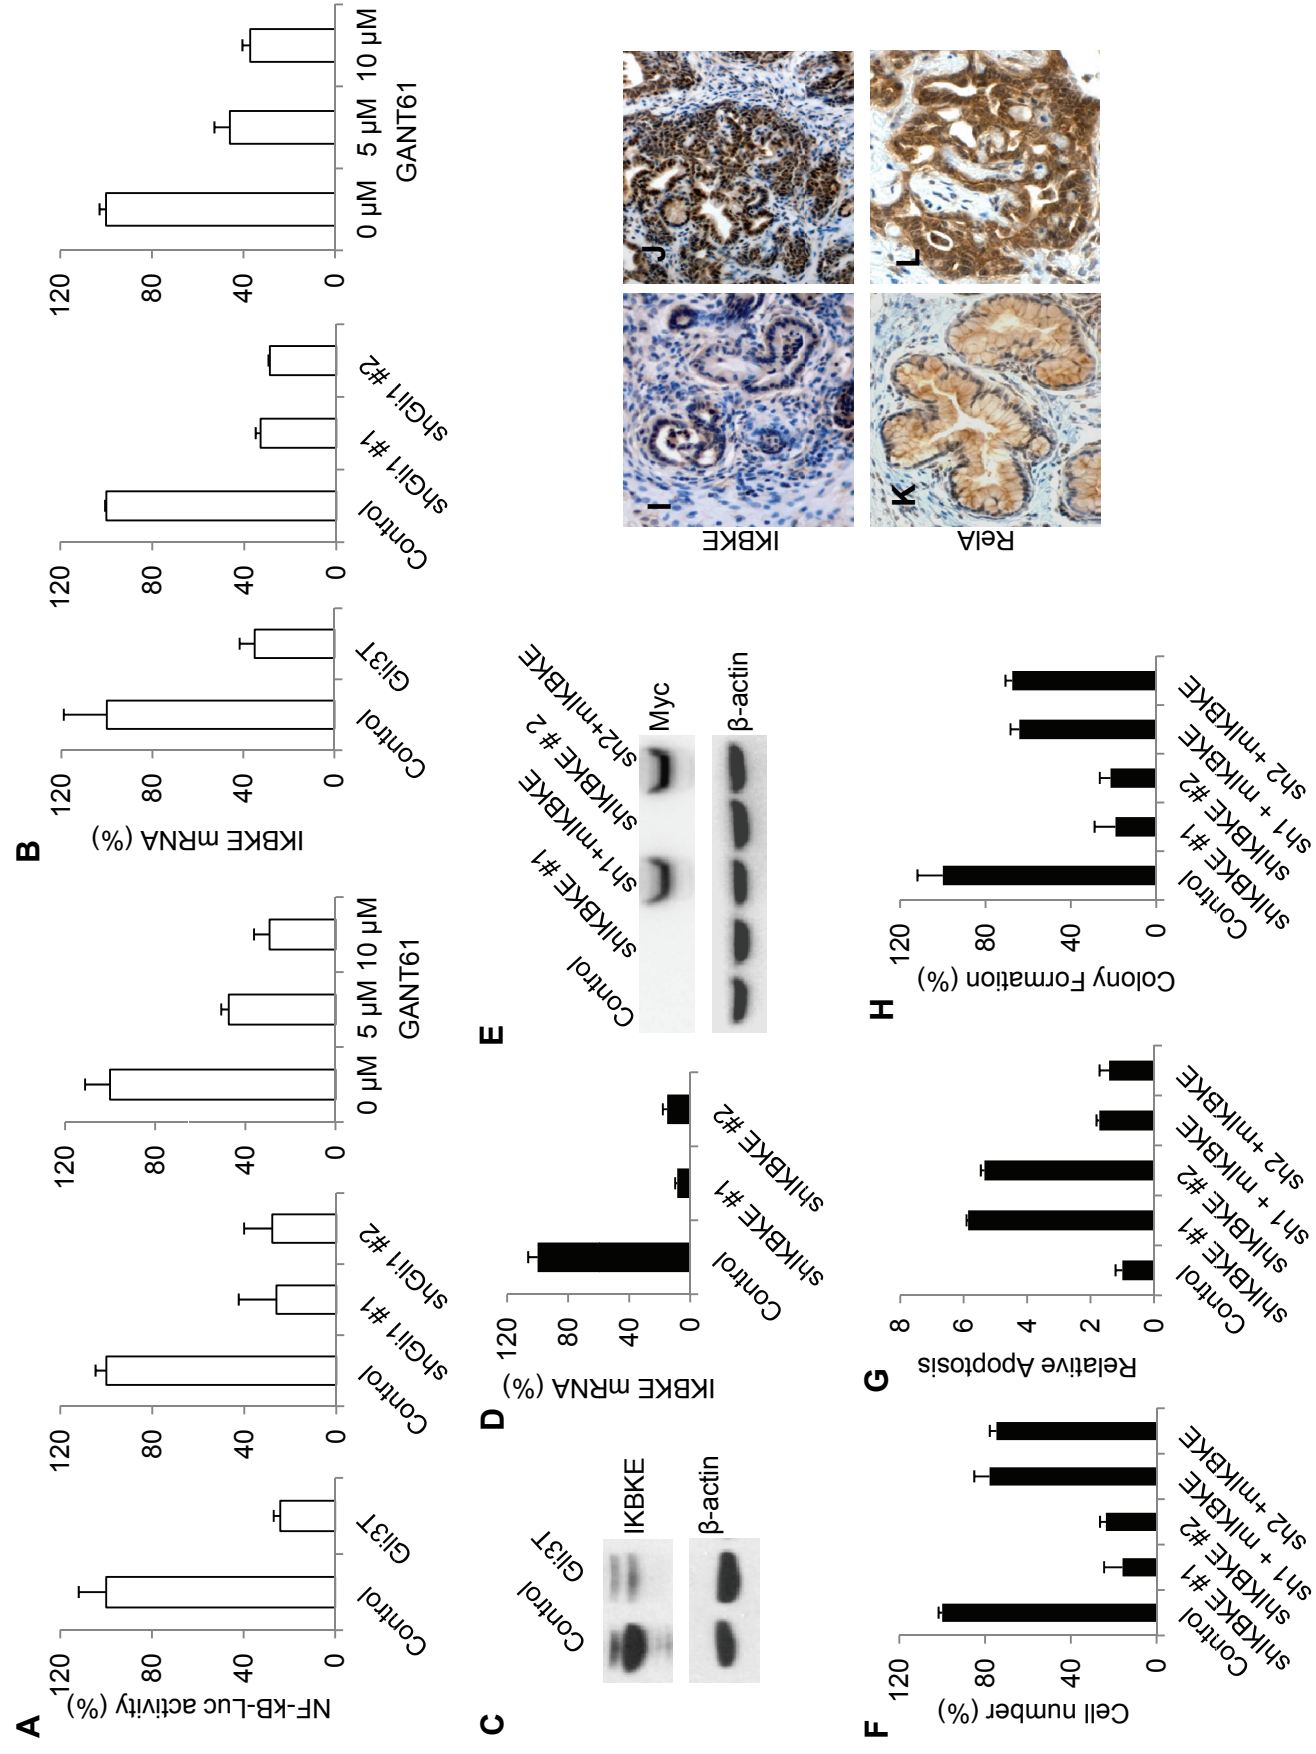 A
NF-kB-Luc activity (%)
120
80
40
0
Control
Gli3T
120
80
40
0
Control
shGli1 #1
shGli1 #2
120
80
40
0
0 µM
5 µM
10 µM
GANT61
B
IKBKE mRNA (%)
120
80
40
0
Control
Gli3T
120
80
40
0
Control
shGli1 #1
shGli1 #2
120
80
40
0
0 µM
5 µM
10 µM
GANT61
C
Control
Gli3T
IKBKE
β-actin
D
IKBKE mRNA (%)
120
80
40
0
Control
shIKBKE #1
shIKBKE #2
E
Control
shIKBKE #1
sh1+mIKBKE
shIKBKE # 2
sh2+mIKBKE
Myc
β-actin
F
Cell number (%)
120
80
40
0
Control
shIKBKE #1
shIKBKE #2
sh1 + mIKBKE
sh2 +mIKBKE
G
Relative Apoptosis
8
6
4
2
0
Control
shIKBKE #1
shIKBKE #2
sh1 + mIKBKE
sh2 +mIKBKE
H
Colony Formation (%)
120
80
40
0
Control
shIKBKE #1
shIKBKE #2
sh1 + mIKBKE
sh2 +mIKBKE
IKBKE
I
J
RelA
K
L